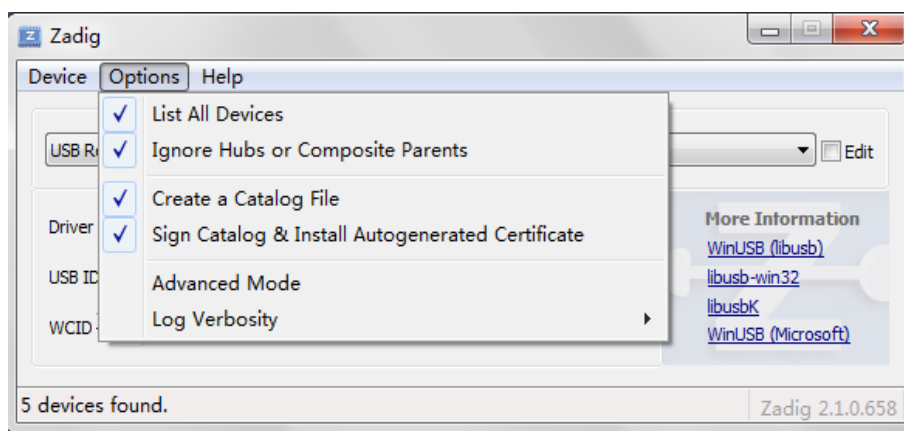 Zadig
Device Options Help
List All Devices
USB Ignore Hubs or Composite Parents Edit
Create a Catalog File
Driver Sign Catalog & Install Autogenerated Certificate
More Information
WinUSB (libusb)
USB ID Advanced Mode libusb-win32
Log Verbosity libusbK
WCID WinUSB (Microsoft)
5 devices found. Zadig 2.1.0.658